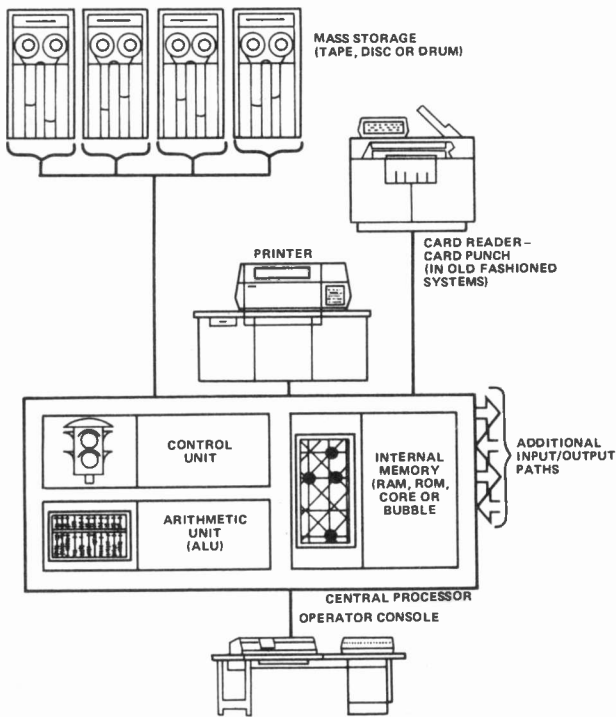 MASS STORAGE
(TAPE, DISC OR DRUM)
PRINTER
CARD READER –
CARD PUNCH
(IN OLD FASHIONED
SYSTEMS)
CONTROL
UNIT
ARITHMETIC
UNIT
(ALU)
INTERNAL
MEMORY
(RAM, ROM,
CORE OR
BUBBLE
ADDITIONAL
INPUT/OUTPUT
PATHS
CENTRAL PROCESSOR
OPERATOR CONSOLE